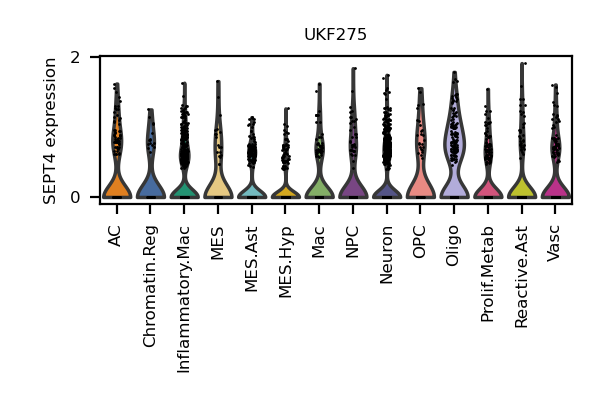 UKF275
SEPT4 expression
2
0
AC
Chromatin.Reg
Inflammatory.Mac
MES
MES.Ast
MES.Hyp
Mac
NPC
Neuron
OPC
Oligo
Prolif.Metab
Reactive.Ast
Vasc